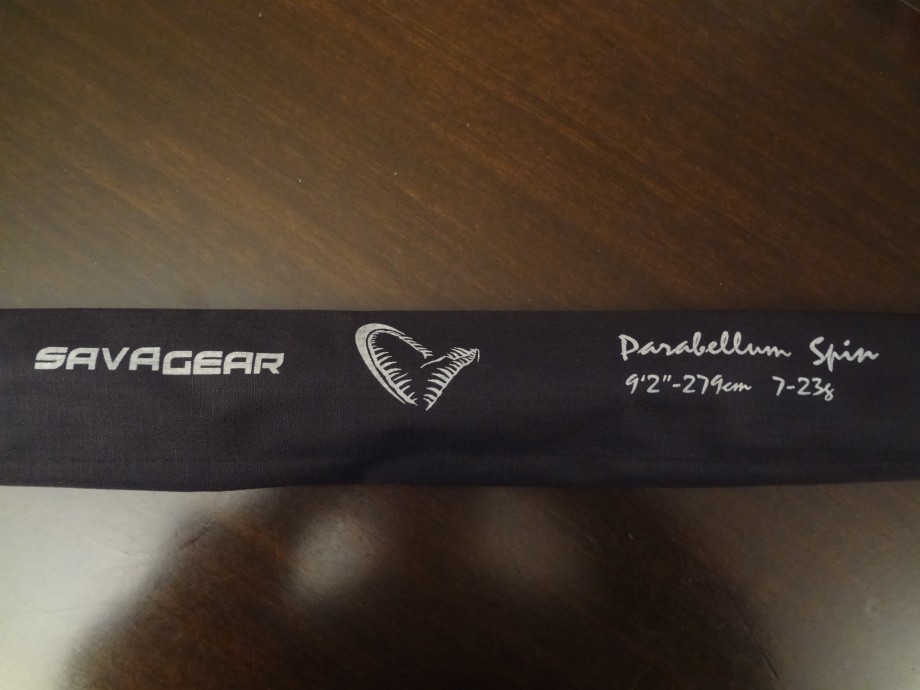 SAVAGEAR
Parabellum Spin
9'2"-279cm 7-23g